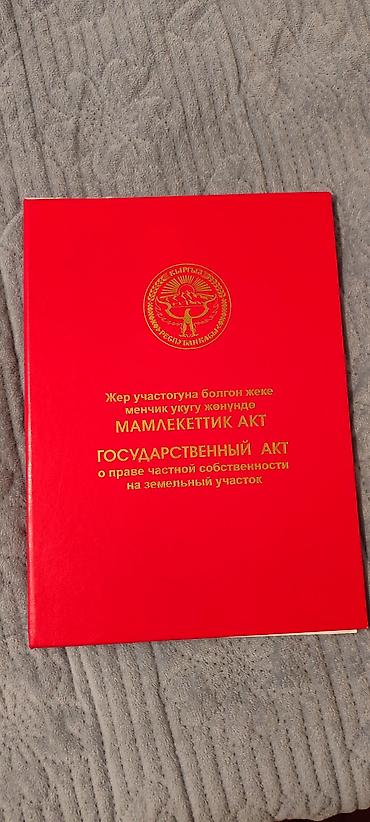 КЫРГЫЗ
РЕСПУБЛИКАСЫ
Жер участогуна болгон жеке
менчик укугу жөнүндө
МАМЛЕКЕТТИК АКТ
ГОСУДАРСТВЕННЫЙ АКТ
о праве частной собственности
на земельный участок